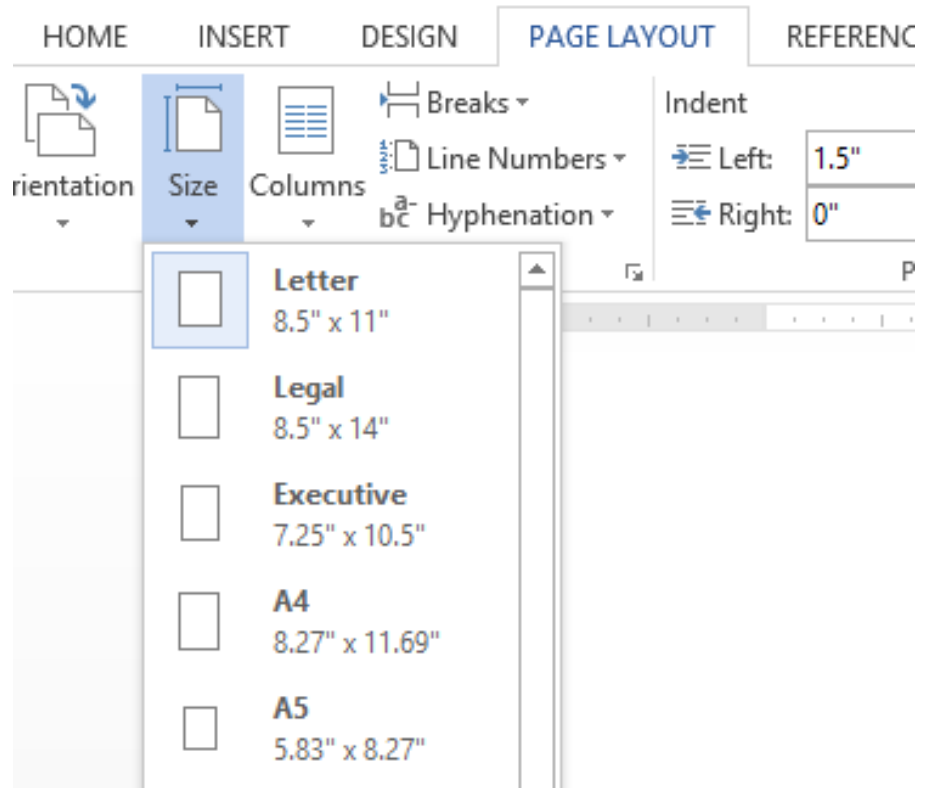 HOME INSERT DESIGN PAGE LAYOUT REFERENC
Breaks Indent
Line Numbers Left: 1.5"
rientation Size Columns
Hyphenation Right: 0"
P
Letter
8.5" x 11"
Legal
8.5" x 14"
Executive
7.25" x 10.5"
A4
8.27" x 11.69"
A5
5.83" x 8.27"